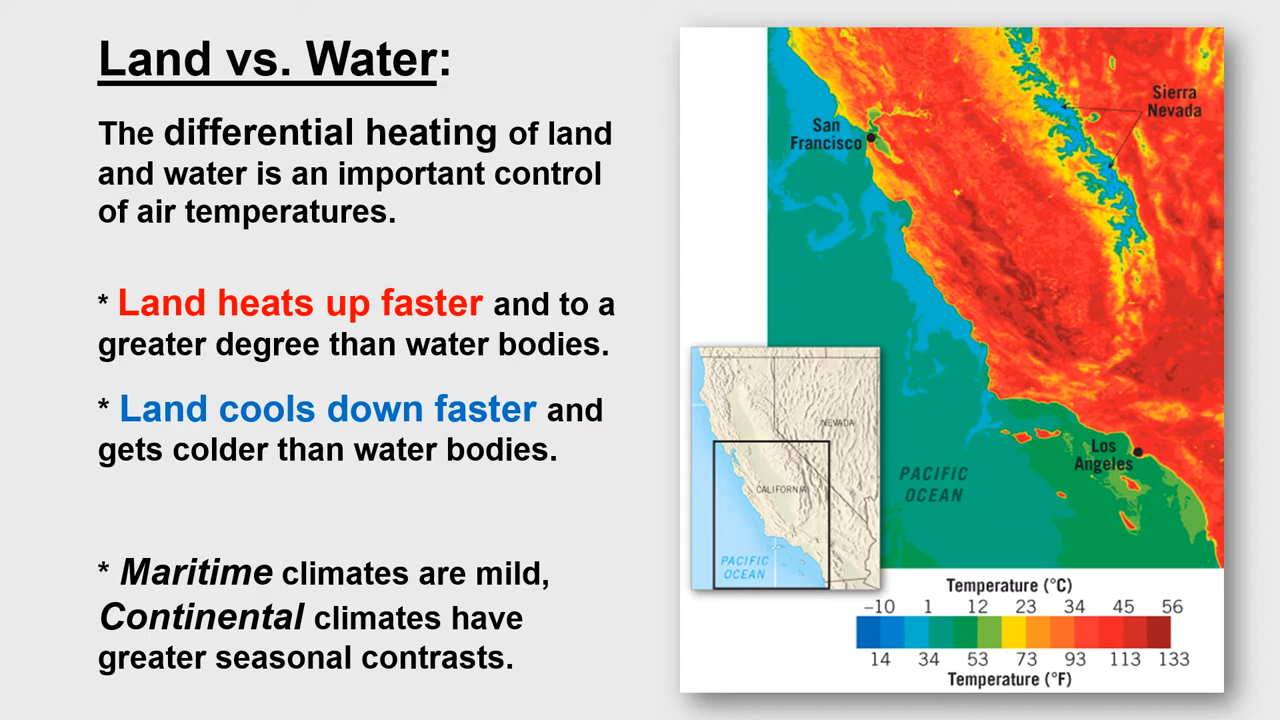 Land vs. Water:
The differential heating of land
and water is an important control
of air temperatures.
* Land heats up faster and to a
greater degree than water bodies.
* Land cools down faster and
gets colder than water bodies.
* Maritime climates are mild,
Continental climates have
greater seasonal contrasts.
Sierra
Nevada
San
Francisco
Los
Angeles
PACIFIC
OCEAN
NEVADA
CALIFORNIA
PACIFIC
OCEAN
Temperature (°C)
–10 1 12 23 34 45 56
14 34 53 73 93 113 133
Temperature (°F)